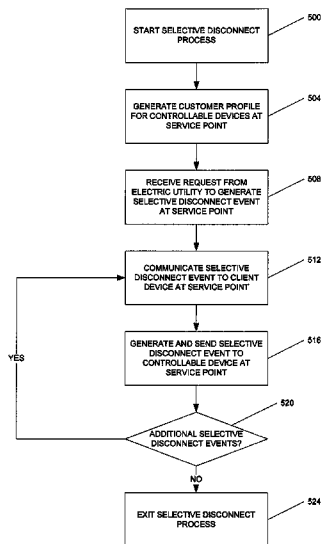 START SELECTIVE DISCONNECT
PROCESS
500
GENERATE CUSTOMER PROFILE
FOR CONTROLLABLE DEVICES AT
SERVICE POINT
504
RECEIVE REQUEST FROM
ELECTRIC UTILITY TO GENERATE
SELECTIVE DISCONNECT EVENT
AT SERVICE POINT
508
COMMUNICATE SELECTIVE
DISCONNECT EVENT TO CLIENT
DEVICE AT SERVICE POINT
512
GENERATE AND SEND SELECTIVE
DISCONNECT EVENT TO
CONTROLLABLE DEVICE AT
SERVICE POINT
516
YES
520
ADDITIONAL SELECTIVE
DISCONNECT EVENTS?
NO
EXIT SELECTIVE DISCONNECT
PROCESS
524